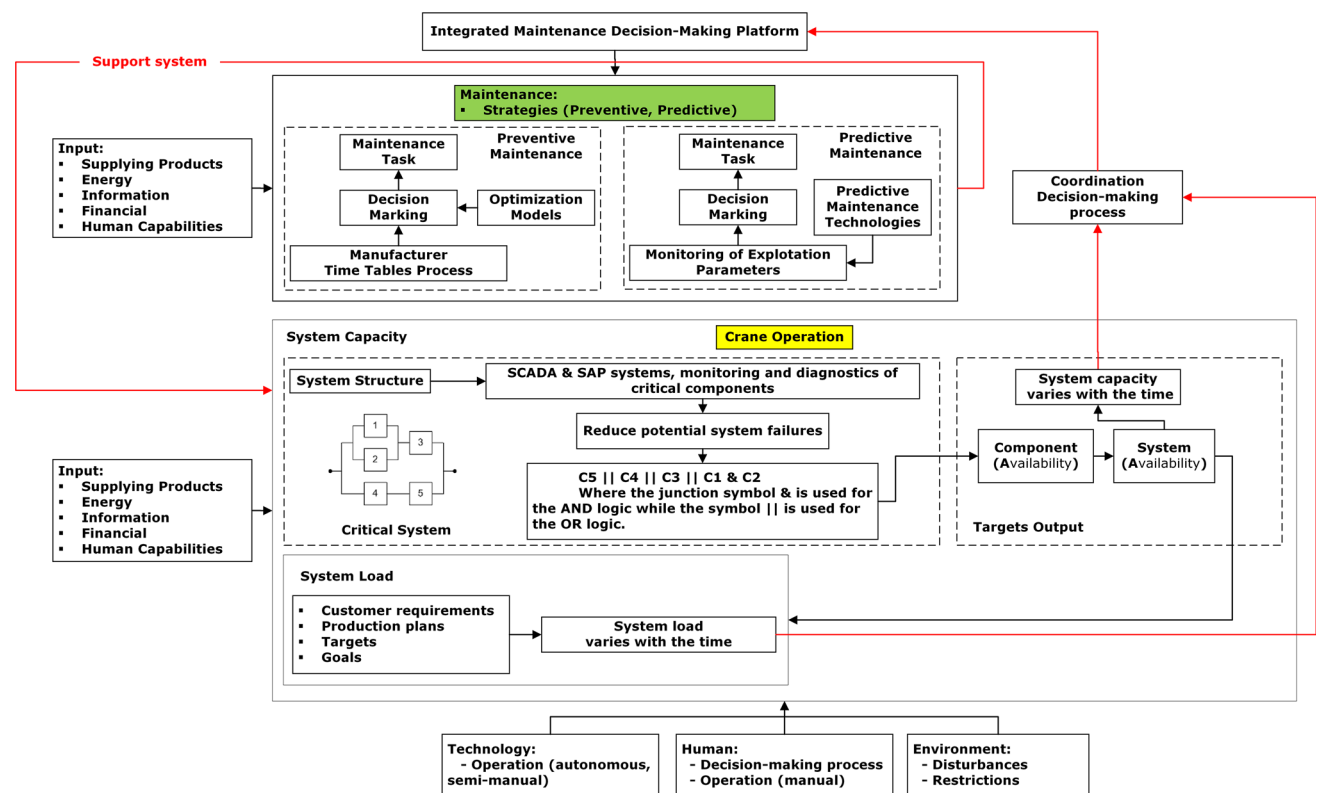 Integrated Maintenance Decision-Making Platform
Support system
Maintenance:
▪ Strategies (Preventive, Predictive)
Input:
▪ Supplying Products
▪ Energy
▪ Information
▪ Financial
▪ Human Capabilities
Maintenance
Task
Preventive
Maintenance
Decision
Marking
Optimization
Models
Manufacturer
Time Tables Process
Maintenance
Task
Predictive
Maintenance
Decision
Marking
Predictive
Maintenance
Technologies
Monitoring of Explotation
Parameters
Coordination
Decision-making
process
System Capacity
Crane Operation
System Structure
SCADA & SAP systems, monitoring and diagnostics of
critical components
Reduce potential system failures
1
2
3
4
5
Critical System
C5 || C4 || C3 || C1 & C2
Where the junction symbol & is used for
the AND logic while the symbol || is used for
the OR logic.
System capacity
varies with the time
Component
(Availability)
System
(Availability)
Targets Output
Input:
▪ Supplying Products
▪ Energy
▪ Information
▪ Financial
▪ Human Capabilities
System Load
▪ Customer requirements
▪ Production plans
▪ Targets
▪ Goals
System load
varies with the time
Technology:
- Operation (autonomous,
semi-manual)
Human:
- Decision-making process
- Operation (manual)
Environment:
- Disturbances
- Restrictions